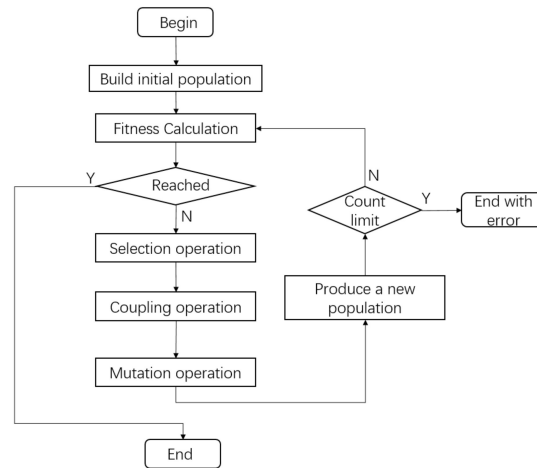 Begin
Build initial population
Fitness Calculation
Y
Reached
N
Selection operation
Coupling operation
Mutation operation
End
N
Count
limit
Y
End with
error
Produce a new
population